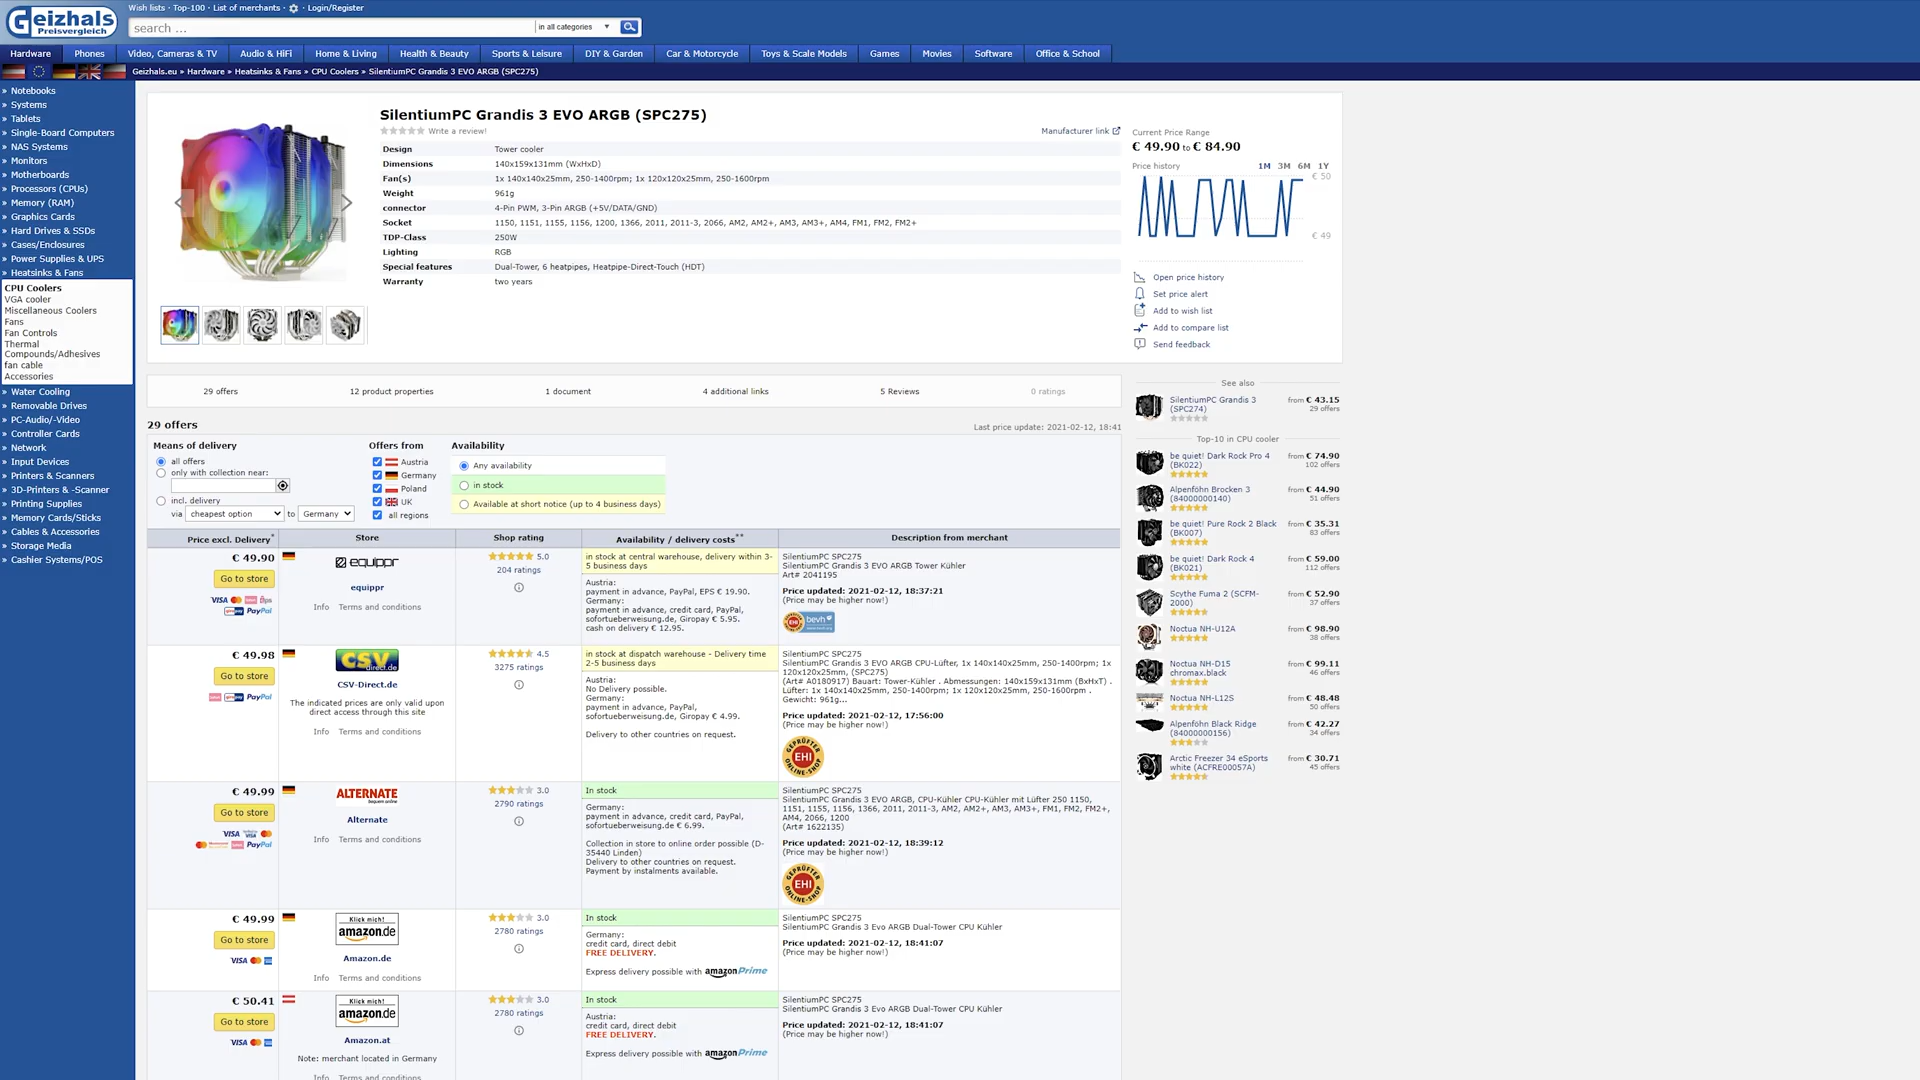 Geizhals
Preisvergleich
Wish lists · Top-100 · List of merchants · · Login/Register
search ...
in all categories
Hardware
Phones
Video, Cameras & TV
Audio & HiFi
Home & Living
Health & Beauty
Sports & Leisure
DIY & Garden
Car & Motorcycle
Toys & Scale Models
Games
Movies
Software
Office & School
Geizhals.eu » Hardware » Heatsinks & Fans » CPU Coolers » SilentiumPC Grandis 3 EVO ARGB (SPC275)
» Notebooks
» Systems
» Tablets
» Single-Board Computers
» NAS Systems
» Monitors
» Motherboards
» Processors (CPUs)
» Memory (RAM)
» Graphics Cards
» Hard Drives & SSDs
» Cases/Enclosures
» Power Supplies & UPS
» Heatsinks & Fans
CPU Coolers
VGA cooler
Miscellaneous Coolers
Fans
Fan Controls
Thermal
Compounds/Adhesives
fan cable
Accessories
» Water Cooling
» Removable Drives
» PC-Audio/-Video
» Controller Cards
» Network
» Input Devices
» Printers & Scanners
» 3D-Printers & -Scanner
» Printing Supplies
» Memory Cards/Sticks
» Cables & Accessories
» Storage Media
» Cashier Systems/POS
SilentiumPC Grandis 3 EVO ARGB (SPC275)
Write a review!
Manufacturer link
Design Tower cooler
Dimensions 140x159x131mm (WxHxD)
Fan(s) 1x 140x140x25mm, 250-1400rpm; 1x 120x120x25mm, 250-1600rpm
Weight 961g
connector 4-Pin PWM, 3-Pin ARGB (+5V/DATA/GND)
Socket 1150, 1151, 1155, 1156, 1200, 1366, 2011, 2011-3, 2066, AM2, AM2+, AM3, AM3+, AM4, FM1, FM2, FM2+
TDP-Class 250W
Lighting RGB
Special features Dual-Tower, 6 heatpipes, Heatpipe-Direct-Touch (HDT)
Warranty two years
Current Price Range
€ 49.90 to € 84.90
Price history 1M 3M 6M 1Y
€ 50
€ 49
Open price history
Set price alert
Add to wish list
Add to compare list
Send feedback
29 offers
12 product properties
1 document
4 additional links
5 Reviews
0 ratings
29 offers
Last price update: 2021-02-12, 18:41
Means of delivery
all offers
only with collection near:
incl. delivery
via cheapest option to Germany
Offers from
Austria
Germany
Poland
UK
all regions
Availability
Any availability
in stock
Available at short notice (up to 4 business days)
Price excl. Delivery*
Store
Shop rating
Availability / delivery costs**
Description from merchant
€ 49.90
Go to store
VISA
PayPal
equippr
equippr
Info Terms and conditions
5.0
204 ratings
in stock at central warehouse, delivery within 3-
5 business days
Austria:
payment in advance, PayPal, EPS € 19.90.
Germany:
payment in advance, credit card, PayPal,
sofortueberweisung.de, Giropay € 5.95.
cash on delivery € 12.95.
SilentiumPC SPC275
SilentiumPC Grandis 3 EVO ARGB Tower Kühler
Art# 2041195
Price updated: 2021-02-12, 18:37:21
(Price may be higher now!)
EHI bevh
€ 49.98
Go to store
PayPal
CSV
direct.de
CSV-Direct.de
The indicated prices are only valid upon
direct access through this site
Info Terms and conditions
4.5
3275 ratings
in stock at dispatch warehouse - Delivery time
2-5 business days
Austria:
No Delivery possible.
Germany:
payment in advance, PayPal,
sofortueberweisung.de, Giropay € 4.99.
Delivery to other countries on request.
SilentiumPC SPC275
SilentiumPC Grandis 3 EVO ARGB CPU-Lüfter, 1x 140x140x25mm, 250-1400rpm; 1x
120x120x25mm, (SPC275)
(Art# A0180917) Bauart: Tower-Kühler . Abmessungen: 140x159x131mm (BxHxT) .
Lüfter: 1x 140x140x25mm, 250-1400rpm; 1x 120x120x25mm, 250-1600rpm .
Gewicht: 961g...
Price updated: 2021-02-12, 17:56:00
(Price may be higher now!)
GEPRÜFTER
EHI
ONLINE-SHOP
€ 49.99
Go to store
VISA VISA
PayPal
ALTERNATE
bequem online
Alternate
Info Terms and conditions
3.0
2790 ratings
In stock
Germany:
payment in advance, credit card, PayPal,
sofortueberweisung.de € 6.99.
Collection in store to online order possible (D-
35440 Linden)
Delivery to other countries on request.
Payment by instalments available.
SilentiumPC SPC275
SilentiumPC Grandis 3 EVO ARGB, CPU-Kühler CPU-Kühler mit Lüfter 250 1150,
1151, 1155, 1156, 1366, 2011, 2011-3, AM2, AM2+, AM3, AM3+, FM1, FM2, FM2+,
AM4, 2066, 1200
(Art# 1622135)
Price updated: 2021-02-12, 18:39:12
(Price may be higher now!)
GEPRÜFTER
EHI
ONLINE-SHOP
€ 49.99
Go to store
VISA
Klick mich!
amazon.de
Amazon.de
Info Terms and conditions
3.0
2780 ratings
In stock
Germany:
credit card, direct debit
FREE DELIVERY.
Express delivery possible with amazonPrime
SilentiumPC SPC275
SilentiumPC Grandis 3 Evo ARGB Dual-Tower CPU Kühler
Price updated: 2021-02-12, 18:41:07
(Price may be higher now!)
€ 50.41
Go to store
VISA
Klick mich!
amazon.de
Amazon.at
Note: merchant located in Germany
Info Terms and conditions
3.0
2780 ratings
In stock
Austria:
credit card, direct debit
FREE DELIVERY.
Express delivery possible with amazonPrime
SilentiumPC SPC275
SilentiumPC Grandis 3 Evo ARGB Dual-Tower CPU Kühler
Price updated: 2021-02-12, 18:41:07
(Price may be higher now!)
See also
SilentiumPC Grandis 3
(SPC274)
from € 43.15
29 offers
Top-10 in CPU cooler
be quiet! Dark Rock Pro 4
(BK022)
from € 74.90
102 offers
Alpenföhn Brocken 3
(84000000140)
from € 44.90
51 offers
be quiet! Pure Rock 2 Black
(BK007)
from € 35.31
83 offers
be quiet! Dark Rock 4
(BK021)
from € 59.00
112 offers
Scythe Fuma 2 (SCFM-
2000)
from € 52.90
37 offers
Noctua NH-U12A
from € 98.90
38 offers
Noctua NH-D15
chromax.black
from € 99.11
46 offers
Noctua NH-L12S
from € 48.48
50 offers
Alpenföhn Black Ridge
(84000000156)
from € 42.27
34 offers
Arctic Freezer 34 eSports
white (ACFRE00057A)
from € 30.71
45 offers